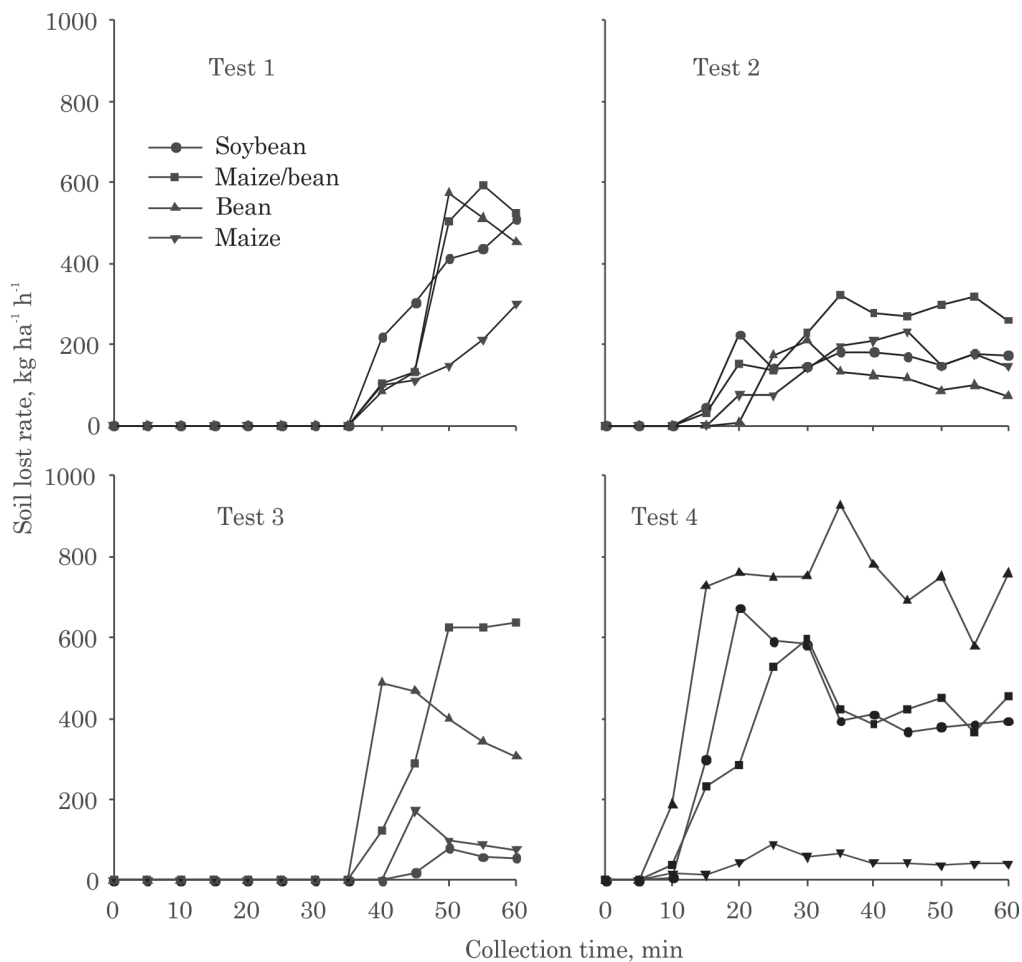 Test 1
Test 2
Soybean
Maize/bean
Bean
Maize
1000
800
600
400
200
0
0
Test 3
Test 4
1000
800
600
400
200
0
0
0 10 20 30 40 50 60
0 10 20 30 40 50 60
Soil lost rate, kg ha⁻¹ h⁻¹
Collection time, min